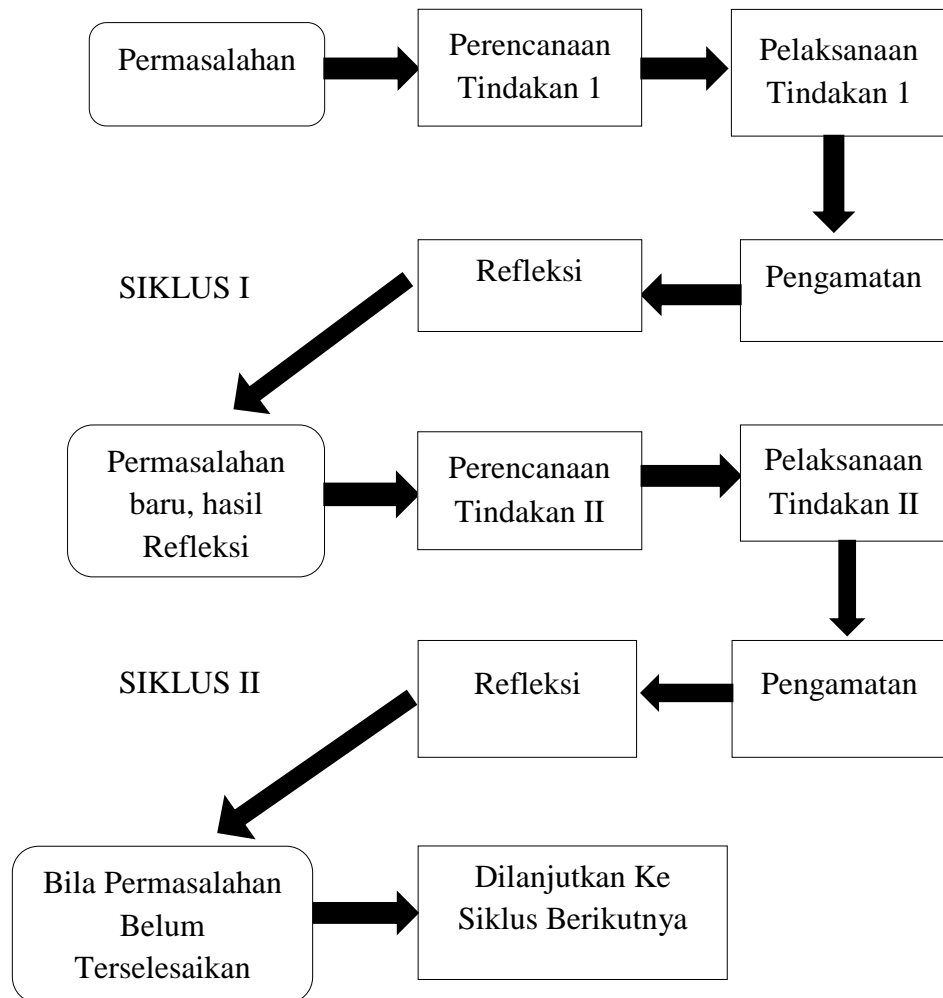 Permasalahan
Perencanaan
Tindakan 1
Pelaksanaan
Tindakan 1
SIKLUS I
Refleksi
Pengamatan
Permasalahan
baru, hasil
Refleksi
Perencanaan
Tindakan II
Pelaksanaan
Tindakan II
SIKLUS II
Refleksi
Pengamatan
Bila Permasalahan
Belum
Terselesaikan
Dilanjutkan Ke
Siklus Berikutnya